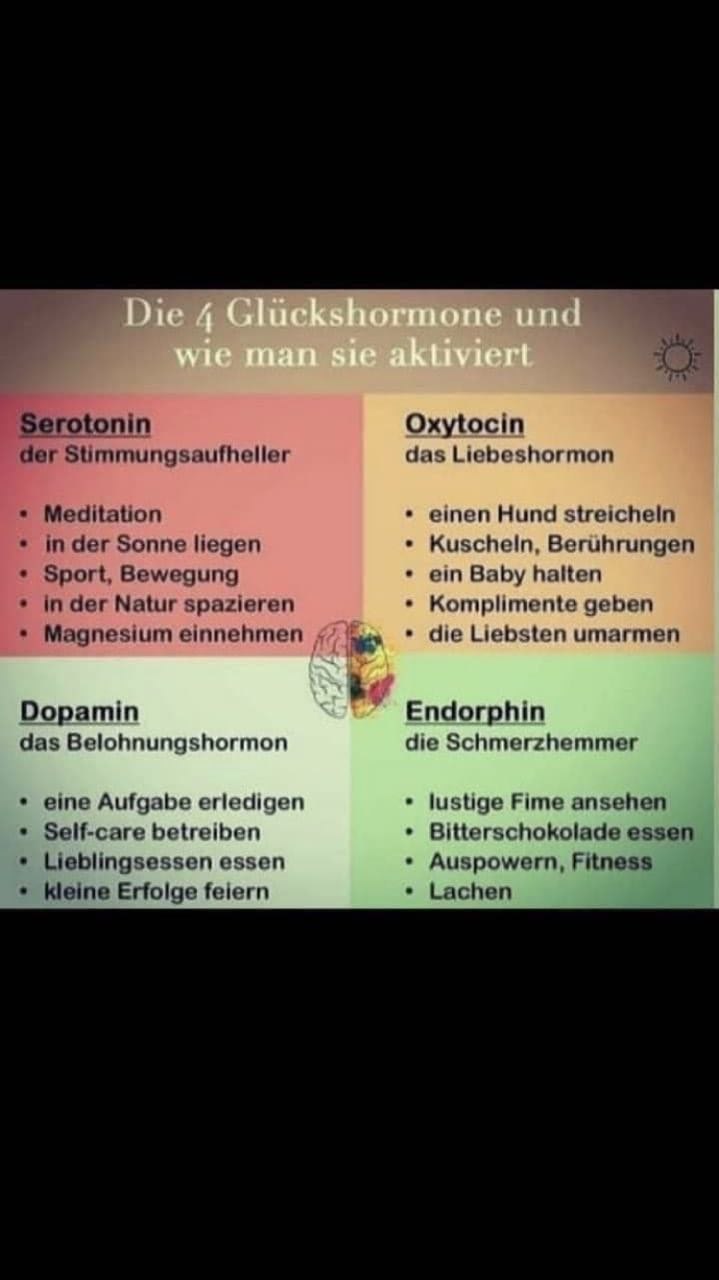 Die 4 Glückshormone und
wie man sie aktiviert
Serotonin
der Stimmungsaufheller
• Meditation
• in der Sonne liegen
• Sport, Bewegung
• in der Natur spazieren
• Magnesium einnehmen
Oxytocin
das Liebeshormon
• einen Hund streicheln
• Kuscheln, Berührungen
• ein Baby halten
• Komplimente geben
• die Liebsten umarmen
Dopamin
das Belohnungshormon
• eine Aufgabe erledigen
• Self-care betreiben
• Lieblingsessen essen
• kleine Erfolge feiern
Endorphin
die Schmerzhemmer
• lustige Fime ansehen
• Bitterschokolade essen
• Auspowern, Fitness
• Lachen